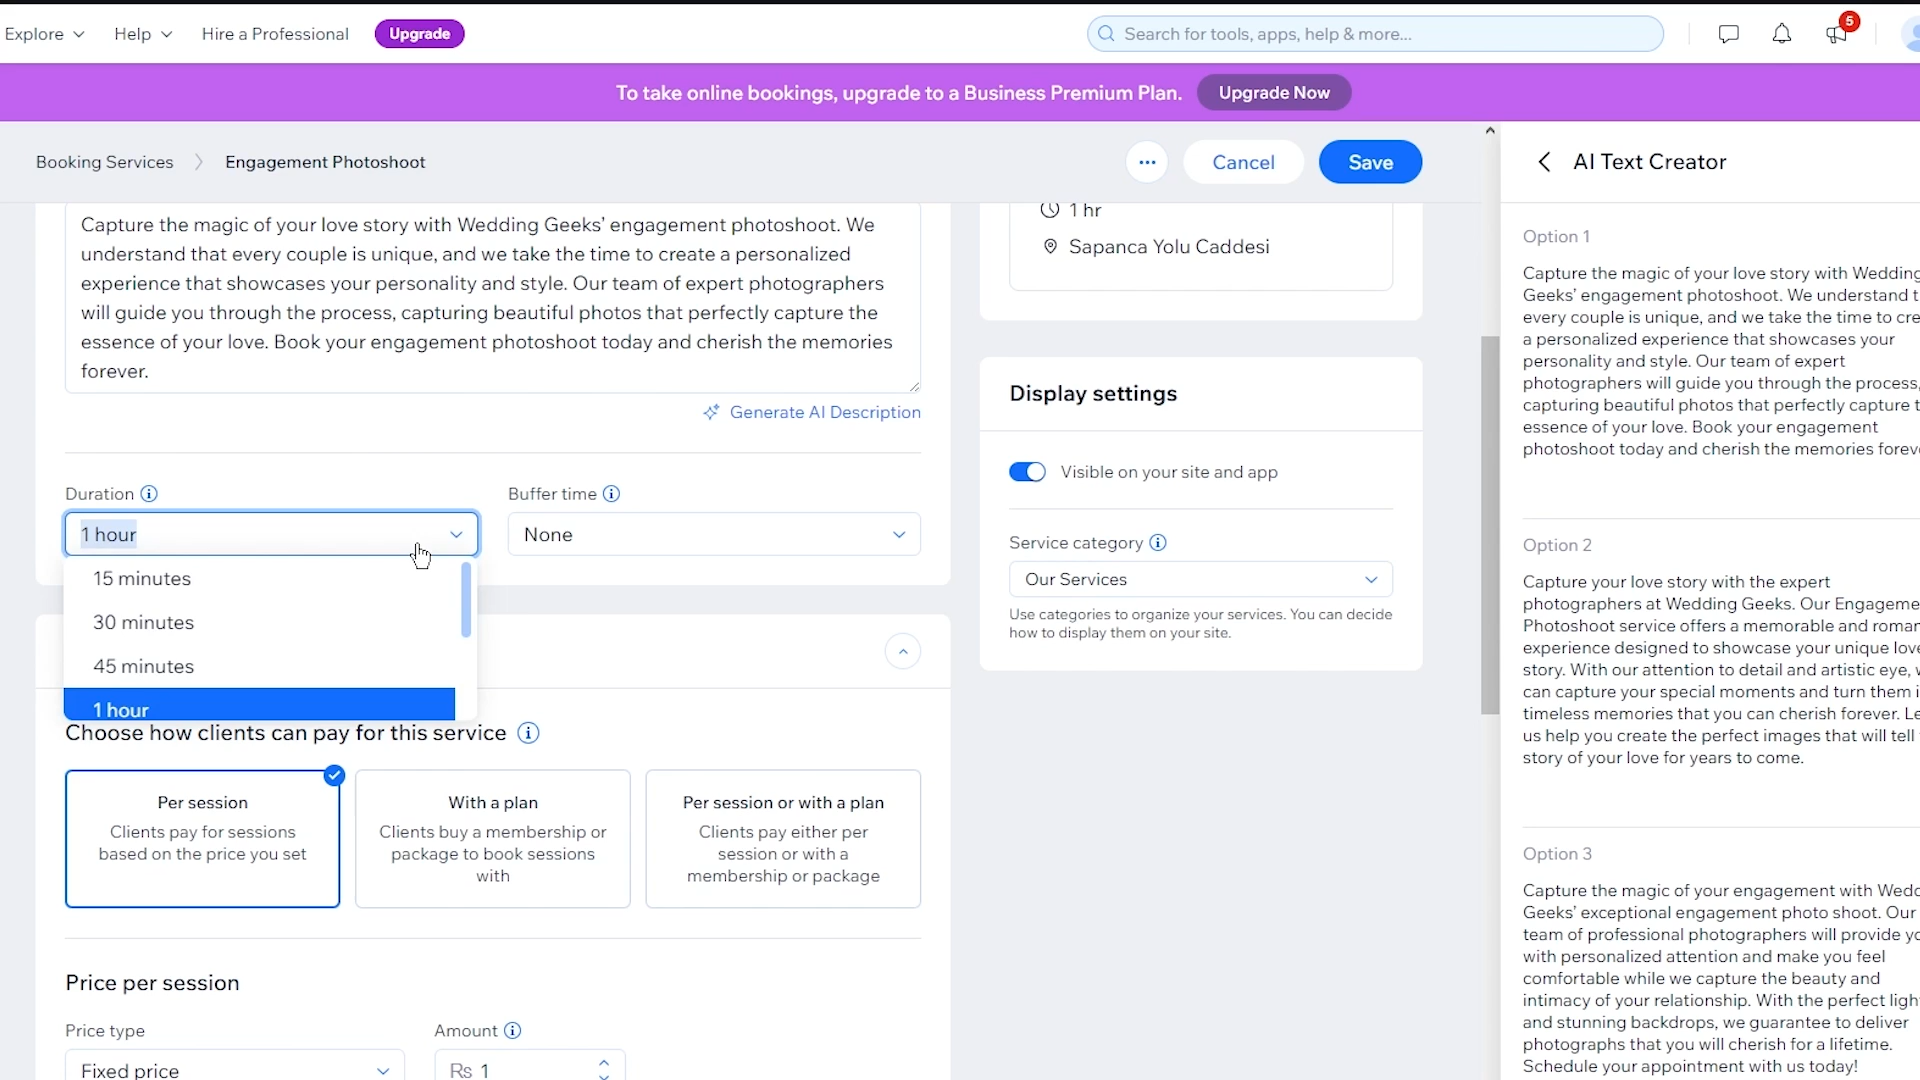 Explore
Help
Hire a Professional
Upgrade
Search for tools, apps, help & more...
5
To take online bookings, upgrade to a Business Premium Plan.
Upgrade Now
Booking Services
Engagement Photoshoot
...
Cancel
Save
Capture the magic of your love story with Wedding Geeks' engagement photoshoot. We
understand that every couple is unique, and we take the time to create a personalized
experience that showcases your personality and style. Our team of expert photographers
will guide you through the process, capturing beautiful photos that perfectly capture the
essence of your love. Book your engagement photoshoot today and cherish the memories
forever.
Generate AI Description
Duration
1 hour
15 minutes
30 minutes
45 minutes
1 hour
Buffer time
None
Choose how clients can pay for this service
Per session
Clients pay for sessions
based on the price you set
With a plan
Clients buy a membership or
package to book sessions
with
Per session or with a plan
Clients pay either per
session or with a
membership or package
Price per session
Price type
Fixed price
Amount
Rs 1
1 hr
Sapanca Yolu Caddesi
Display settings
Visible on your site and app
Service category
Our Services
Use categories to organize your services. You can decide
how to display them on your site.
AI Text Creator
Option 1
Capture the magic of your love story with Wedding
Geeks' engagement photoshoot. We understand t
every couple is unique, and we take the time to cre
a personalized experience that showcases your
personality and style. Our team of expert
photographers will guide you through the process,
capturing beautiful photos that perfectly capture t
essence of your love. Book your engagement
photoshoot today and cherish the memories forev
Option 2
Capture your love story with the expert
photographers at Wedding Geeks. Our Engageme
Photoshoot service offers a memorable and roman
experience designed to showcase your unique love
story. With our attention to detail and artistic eye, w
can capture your special moments and turn them i
timeless memories that you can cherish forever. Le
us help you create the perfect images that will tell
story of your love for years to come.
Option 3
Capture the magic of your engagement with Wedd
Geeks' exceptional engagement photo shoot. Our
team of professional photographers will provide yo
with personalized attention and make you feel
comfortable while we capture the beauty and
intimacy of your relationship. With the perfect ligh
and stunning backdrops, we guarantee to deliver
photographs that you will cherish for a lifetime.
Schedule your appointment with us today!